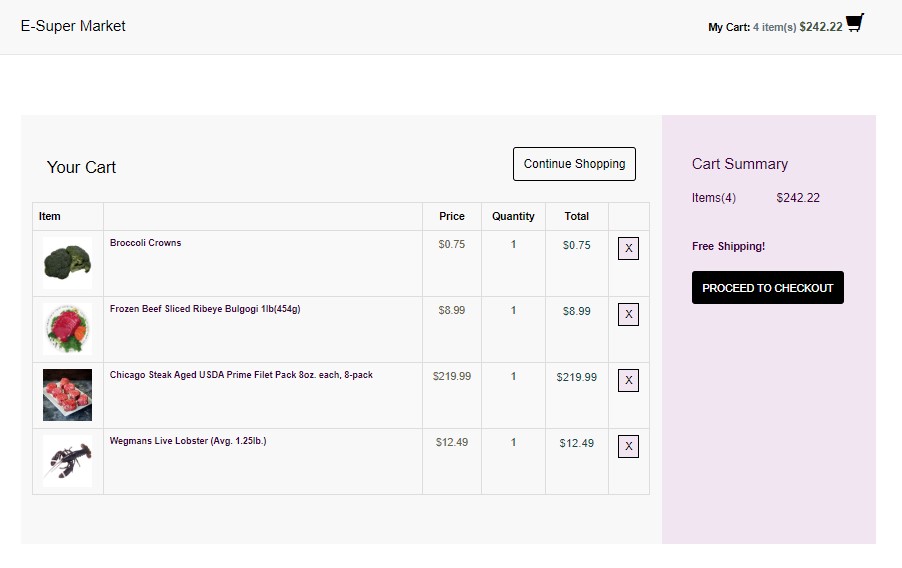 E-Super Market
My Cart: 4 item(s) $242.22
Your Cart
Continue Shopping
Item Price Quantity Total
Broccoli Crowns $0.75 1 $0.75 X
Frozen Beef Sliced Ribeye Bulgogi 1lb(454g) $8.99 1 $8.99 X
Chicago Steak Aged USDA Prime Filet Pack 8oz. each, 8-pack $219.99 1 $219.99 X
Wegmans Live Lobster (Avg. 1.25lb.) $12.49 1 $12.49 X
Cart Summary
Items(4) $242.22
Free Shipping!
PROCEED TO CHECKOUT